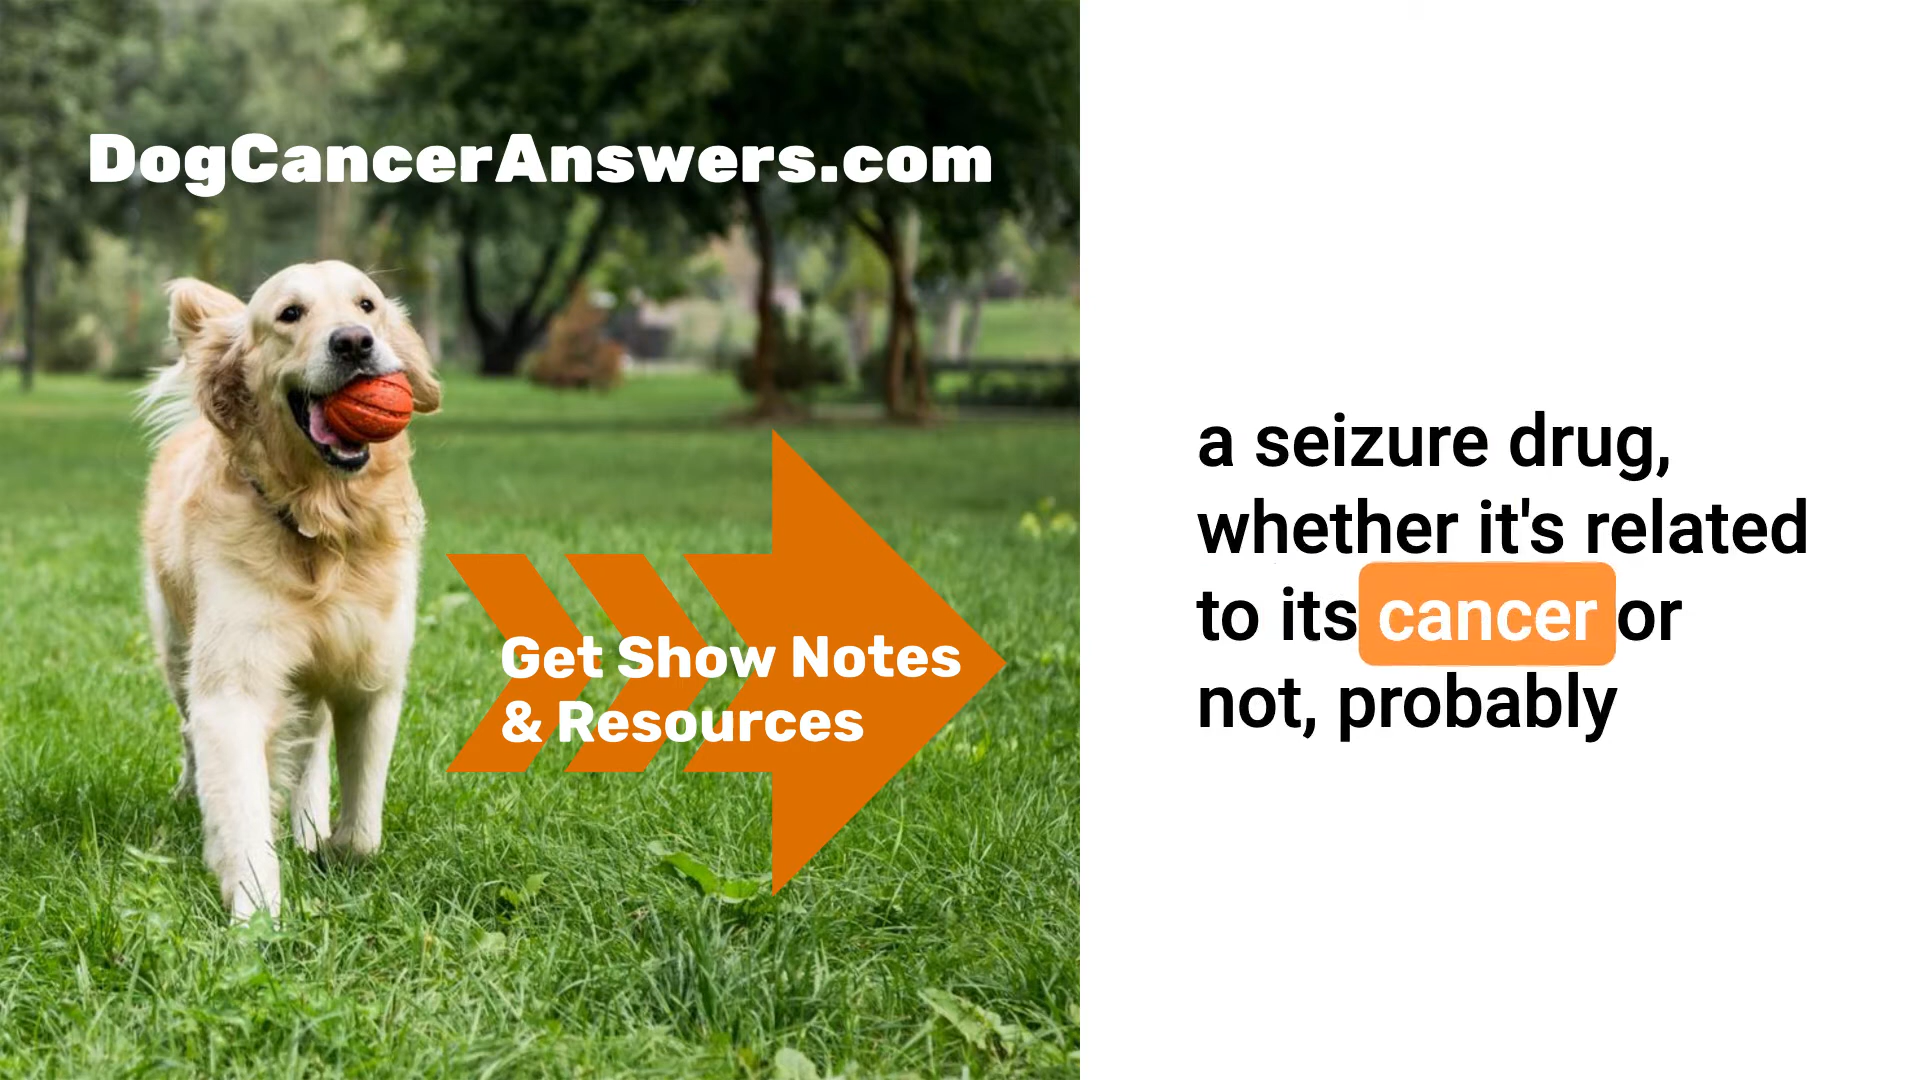 DogCancerAnswers.com
Get Show Notes
& Resources
a seizure drug,
whether it's related
to its cancer or
not, probably